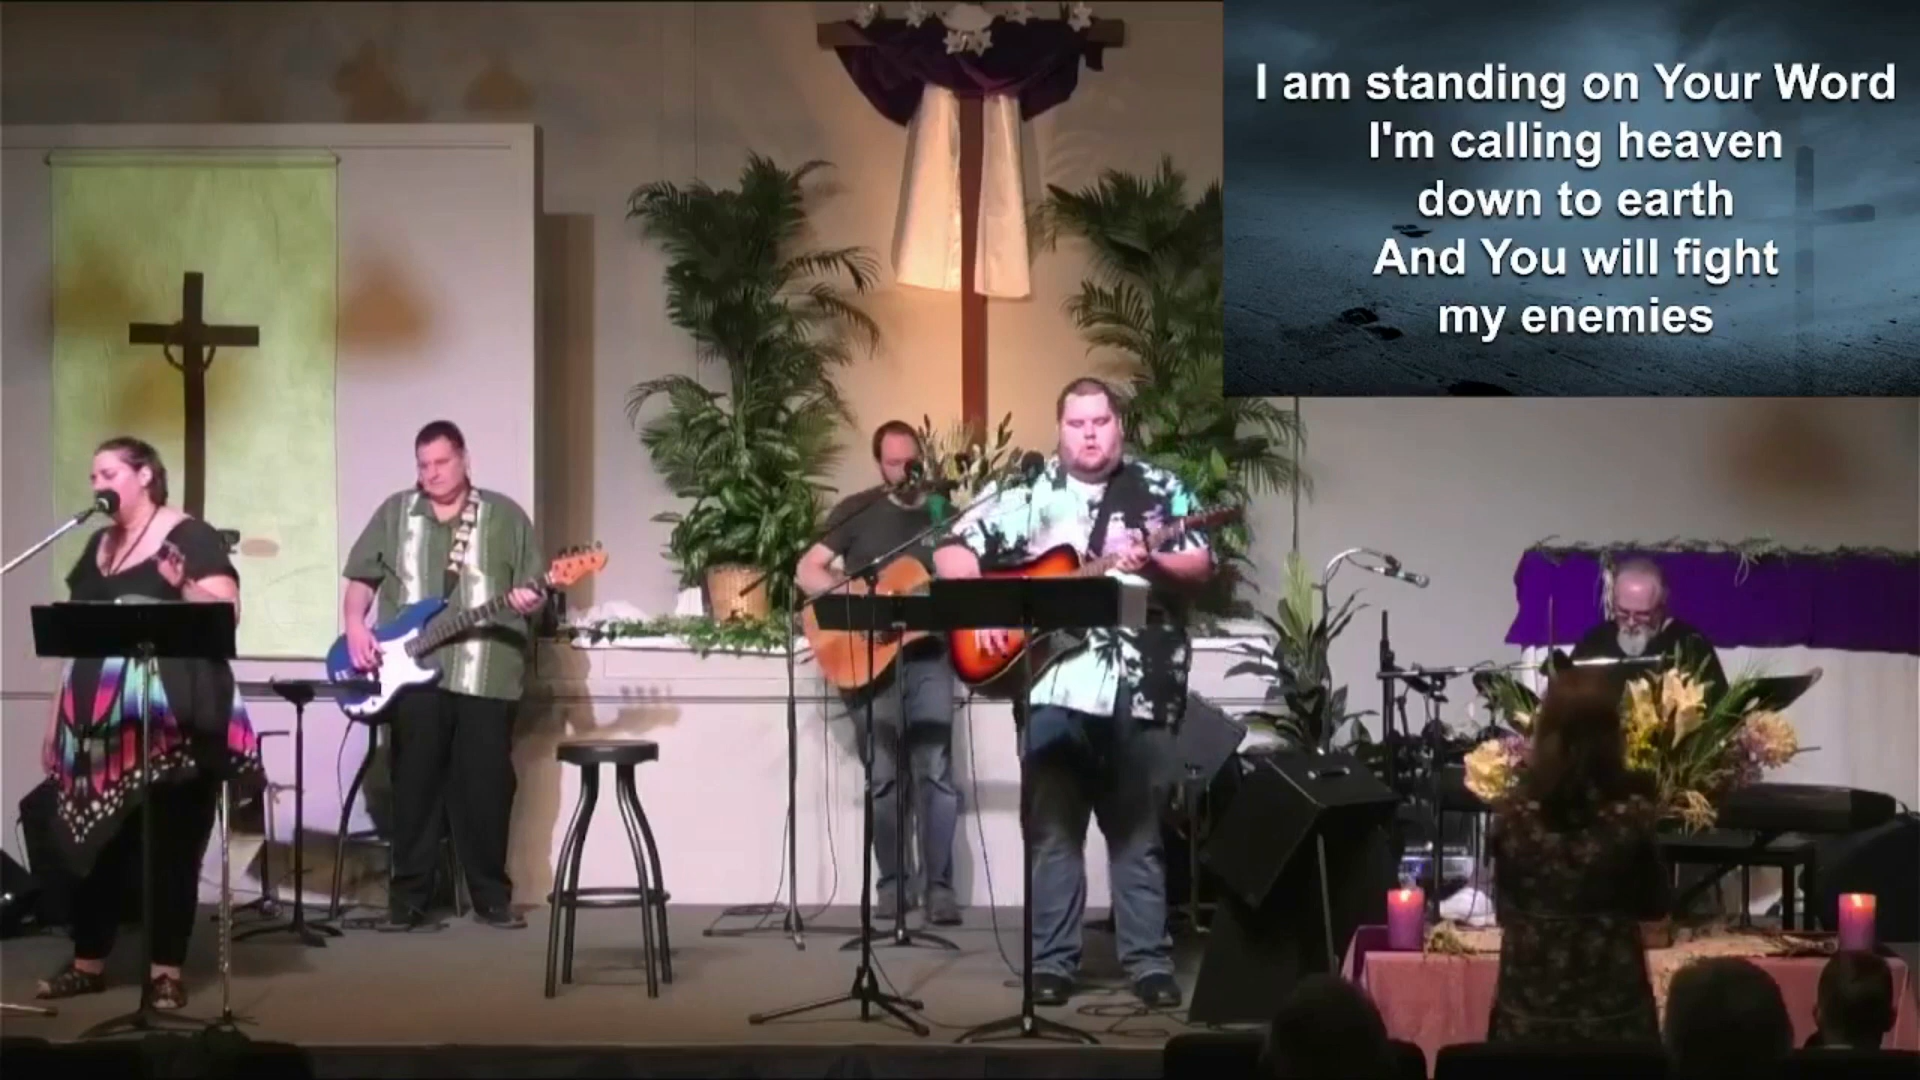 I am standing on Your Word
I'm calling heaven
down to earth
And You will fight
my enemies